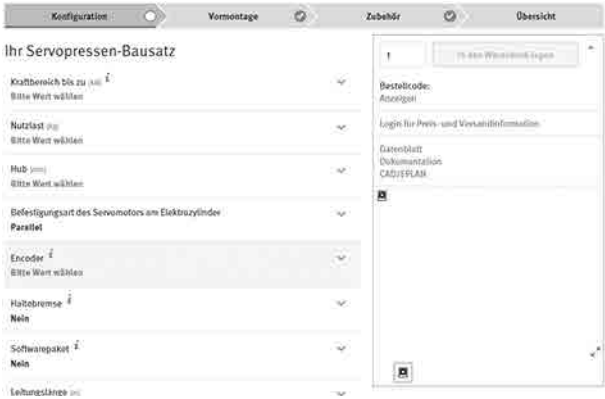 Konfiguration
Vormontage
Zubehör
Übersicht
Ihr Servopressen-Bausatz
Kraftbereich bis zu [kN] i
Bitte Wert wählen
Nutzlast [kg]
Bitte Wert wählen
Hub [mm]
Bitte Wert wählen
Befestigungsart des Servomotors am Elektrozylinder
Parallel
Encoder i
Bitte Wert wählen
Haltebremse i
Nein
Softwarepaket i
Nein
Leitungslänge [m]
1
In den Warenkorb legen
Bestellcode:
Anzeigen
Login für Preis- und Versandinformation
Datenblatt
Dokumentation
CAD/EPLAN